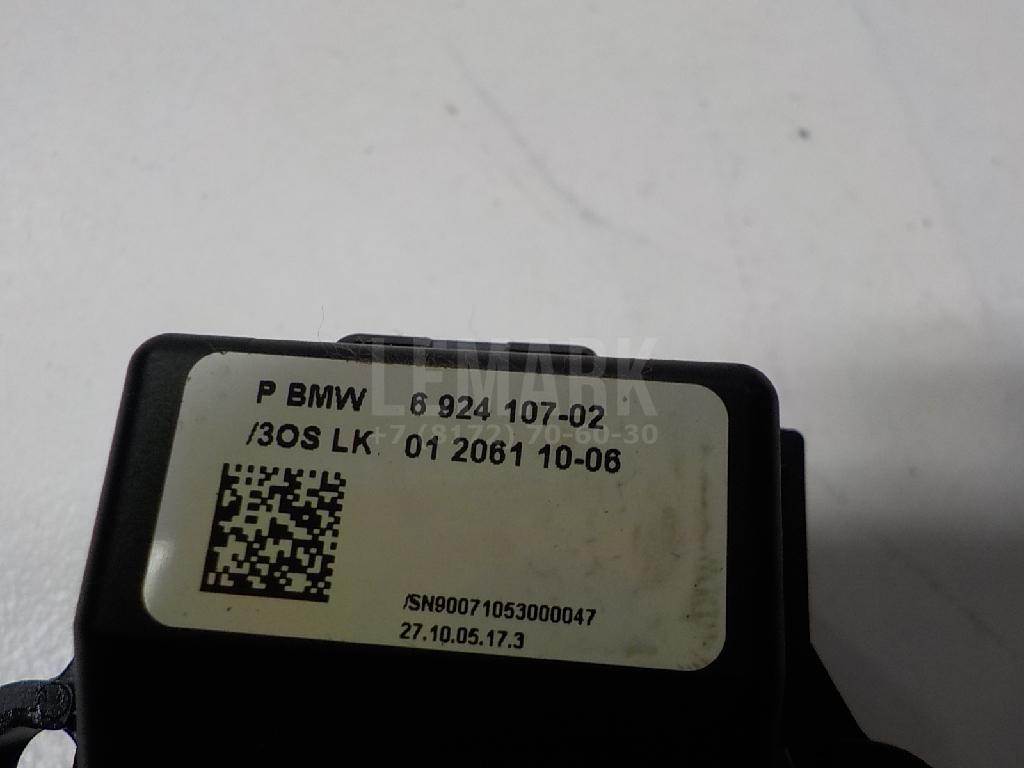 LEMARK
+7 (8172) 70-60-30
P BMW 6 924 107-02
/3OS LK 01 2061 10-06
/SN90071053000047
27.10.05.17.3